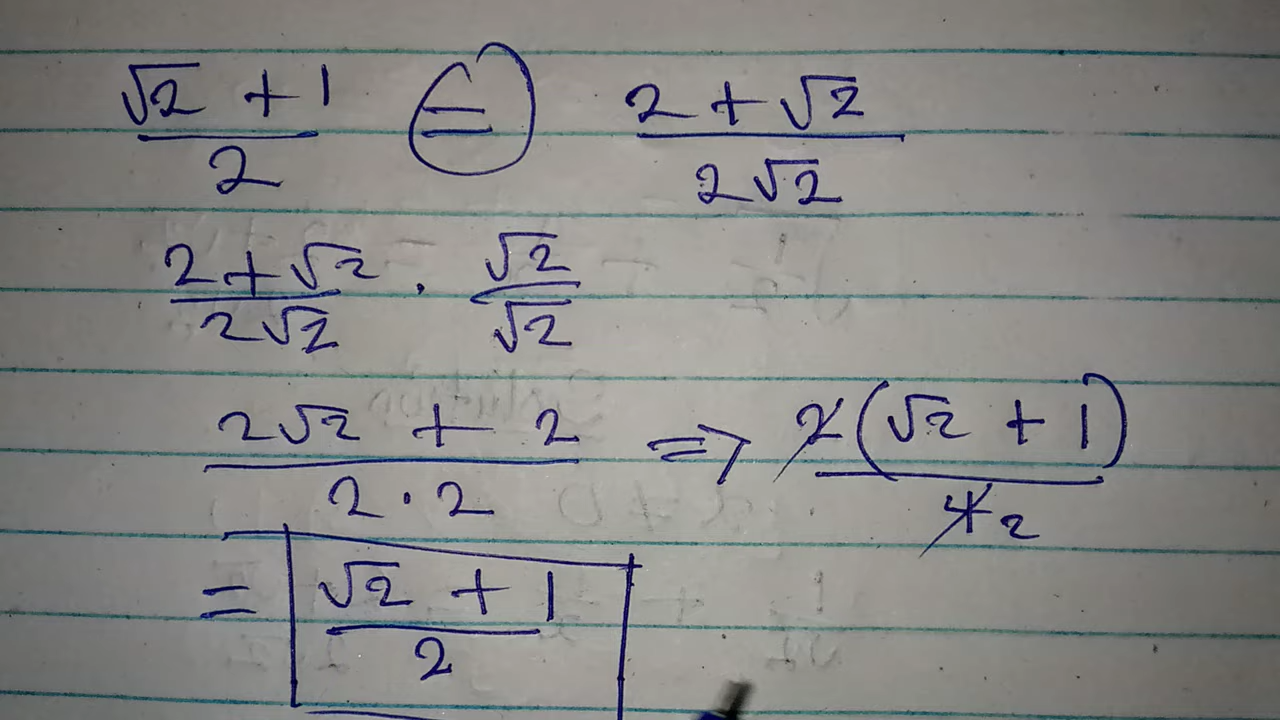 (√2 + 1)/2 = (2 + √2)/(2√2)
(2 + √2)/(2√2) · √2/√2
(2√2 + 2)/(2 · 2) => 2(√2 + 1)/4 2
= (√2 + 1)/2